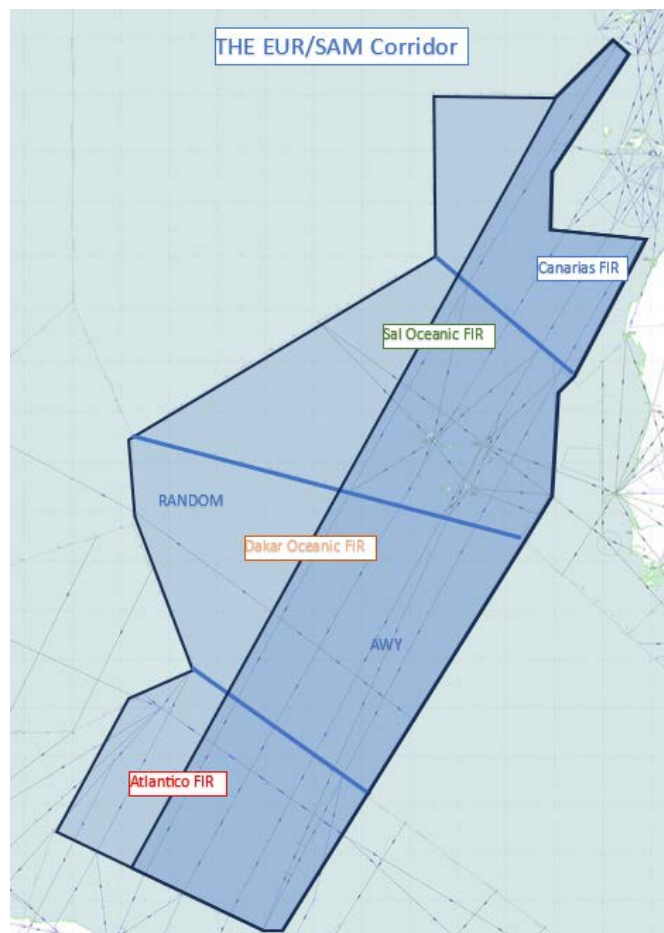 THE EUR/SAM Corridor
Canarias FIR
Sal Oceanic FIR
RANDOM
Dakar Oceanic FIR
AWY
Atlantico FIR